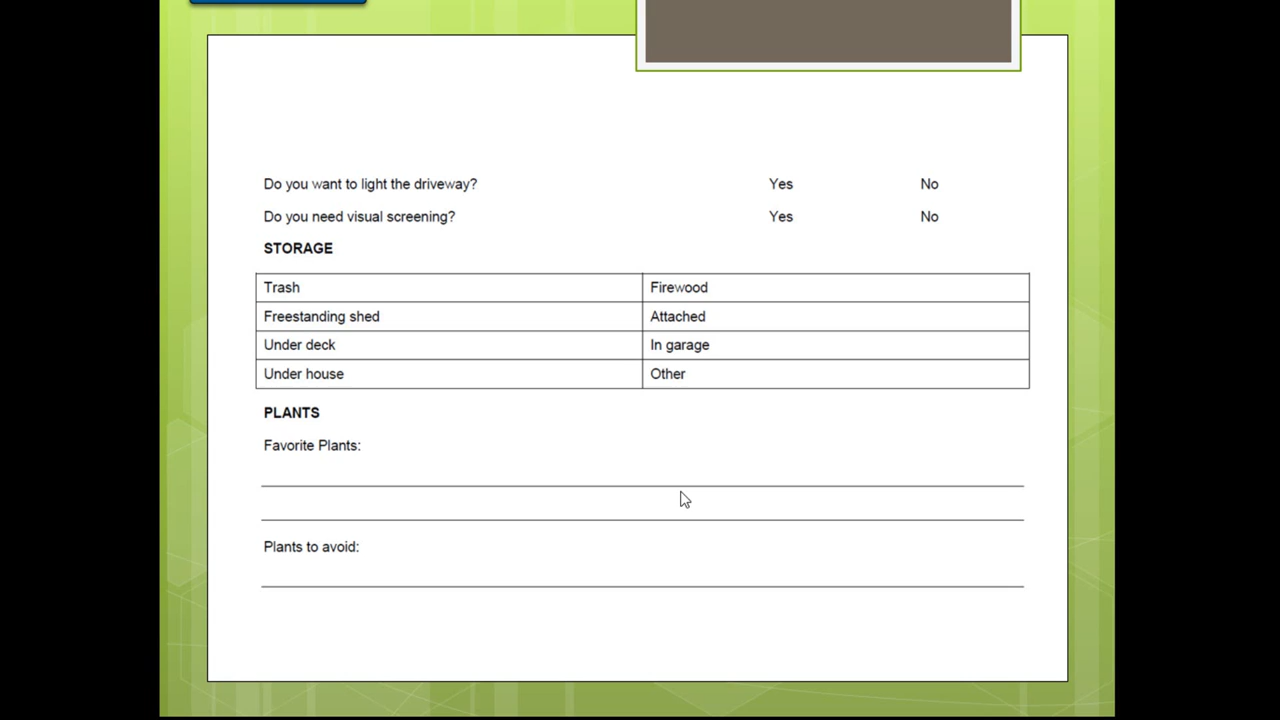 Do you want to light the driveway? Yes No
Do you need visual screening? Yes No
STORAGE
Trash Firewood
Freestanding shed Attached
Under deck In garage
Under house Other
PLANTS
Favorite Plants:
Plants to avoid: